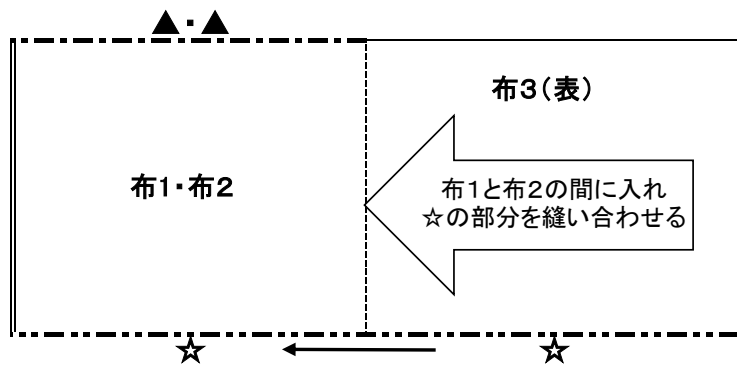 ▲・▲
布3(表)
布1・布2
布1と布2の間に入れ
☆の部分を縫い合わせる
☆ ☆